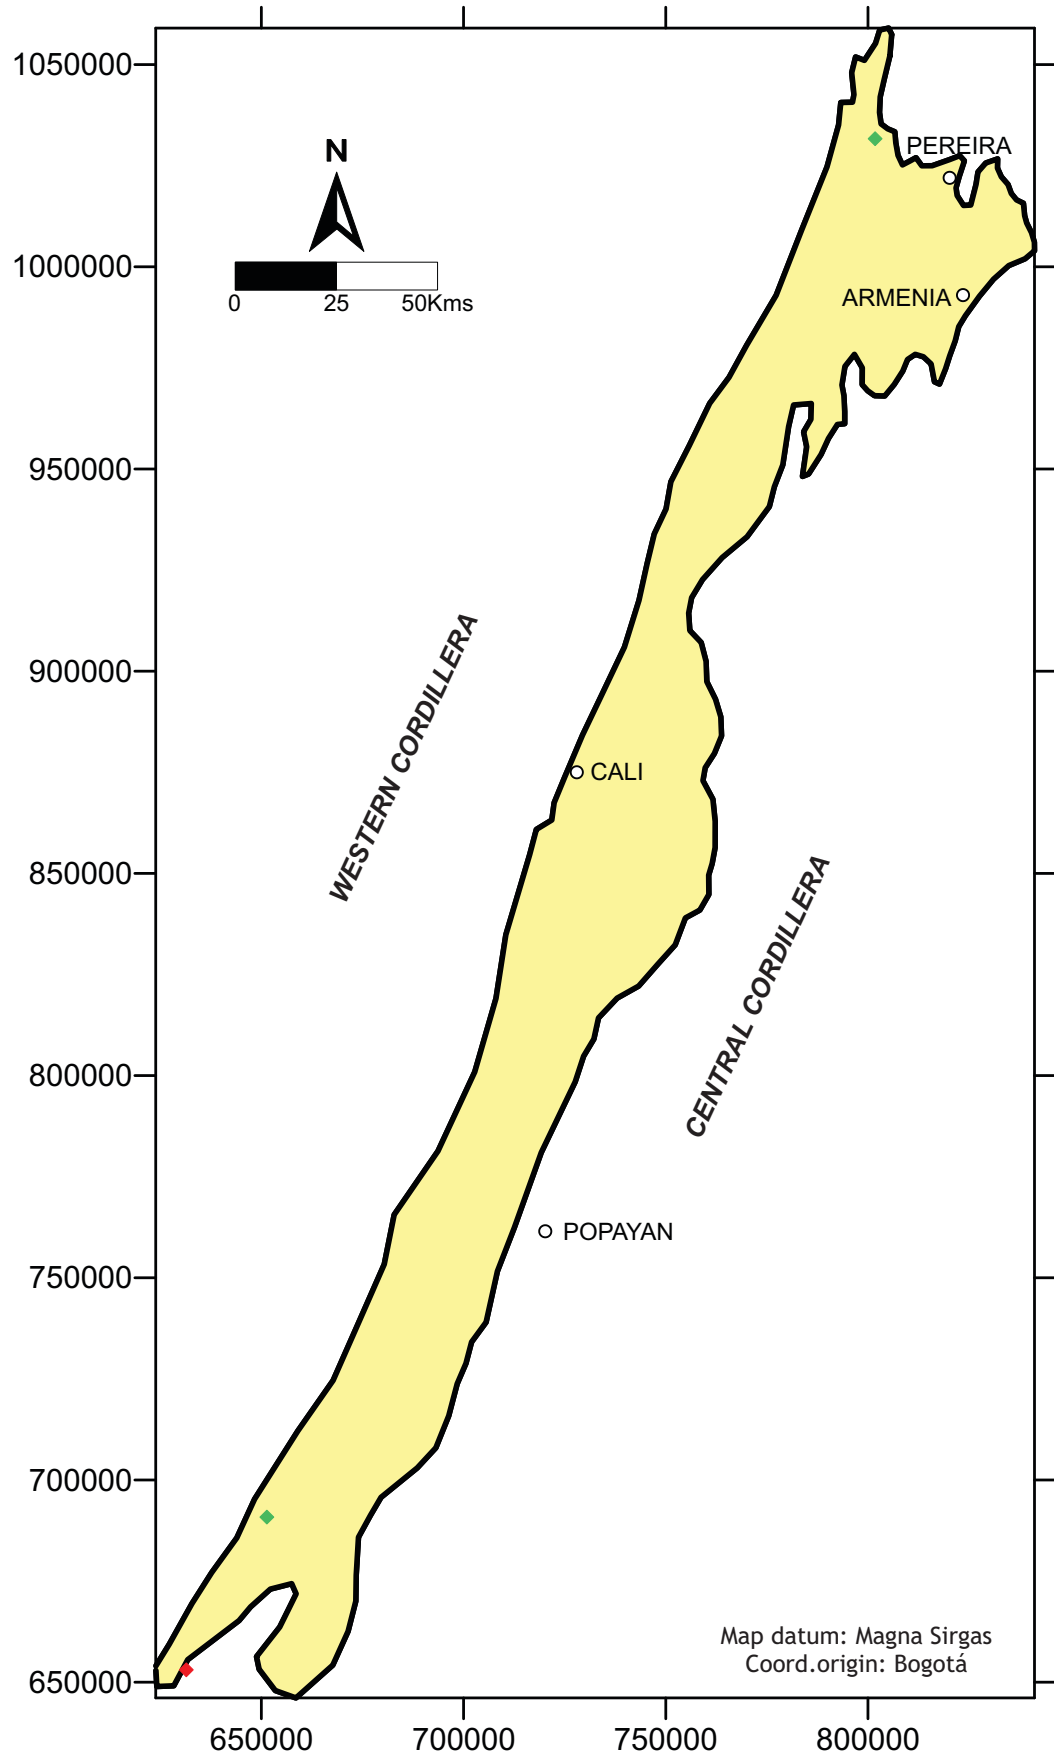 1050000
1000000
950000
900000
850000
800000
750000
700000
650000
N
0 25 50Kms
PEREIRA
ARMENIA
WESTERN CORDILLERA
CALI
CENTRAL CORDILLERA
POPAYAN
Map datum: Magna Sirgas
Coord.origin: Bogotá
650000 700000 750000 800000